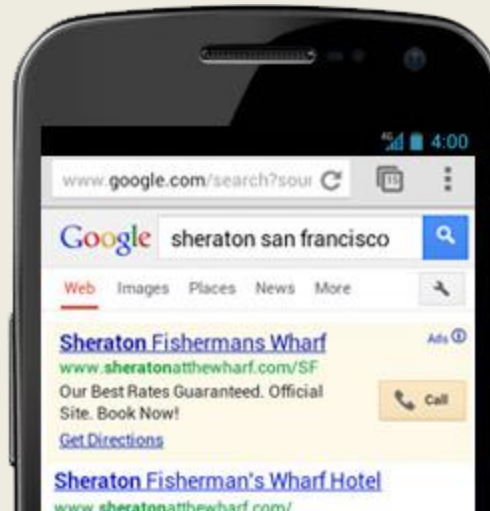 4G 4:00
www.google.com/search?sour 15
Google sheraton san francisco
Web Images Places News More
Sheraton Fishermans Wharf Ads
www.sheratonatthewharf.com/SF
Our Best Rates Guaranteed. Official
Site. Book Now!
Call
Get Directions
Sheraton Fisherman's Wharf Hotel
www.sheratonatthewharf.com/